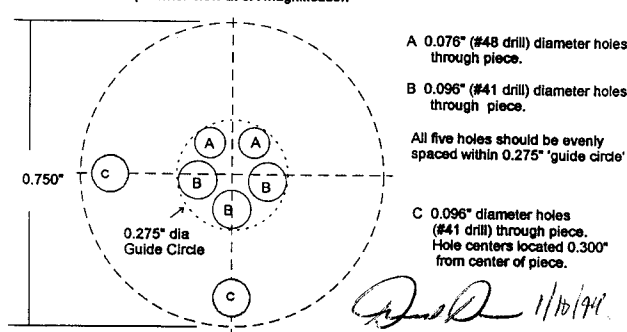 A 0.076" (#48 drill) diameter holes
through piece.
B 0.096" (#41 drill) diameter holes
through piece.
All five holes should be evenly
spaced within 0.275" 'guide circle'
A A
C
B B
0.750"
B
0.275" dia
Guide Circle
C 0.096" diameter holes
(#41 drill) through piece.
Hole centers located 0.300"
from center of piece.
C